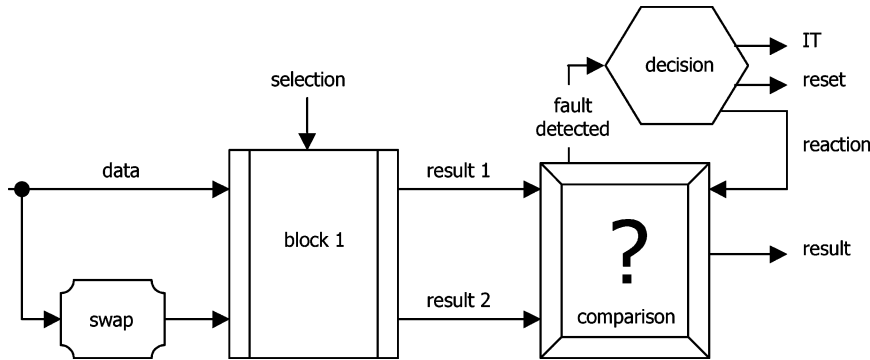 IT
decision
selection
reset
fault
detected
reaction
data
result 1
block 1
?
result
result 2
swap
comparison